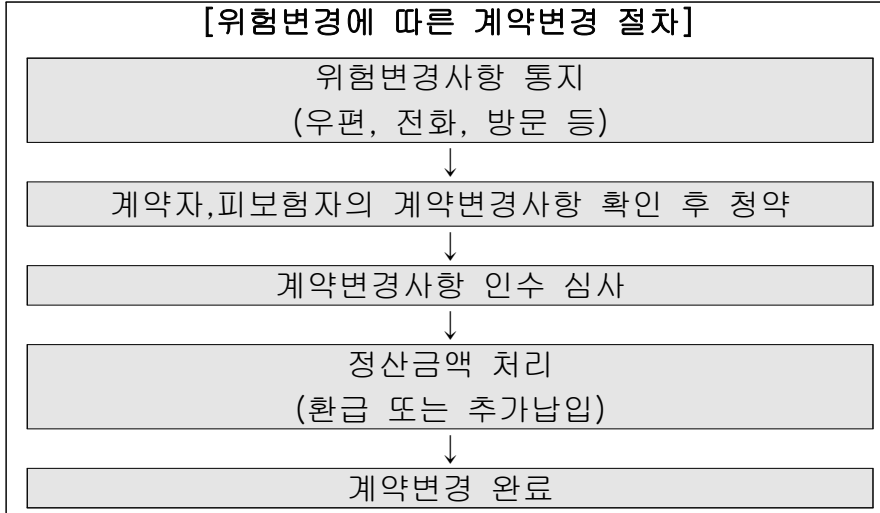 [위험변경에 따른 계약변경 절차]
위험변경사항 통지
(우편, 전화, 방문 등)
↓
계약자,피보험자의 계약변경사항 확인 후 청약
↓
계약변경사항 인수 심사
↓
정산금액 처리
(환급 또는 추가납입)
↓
계약변경 완료